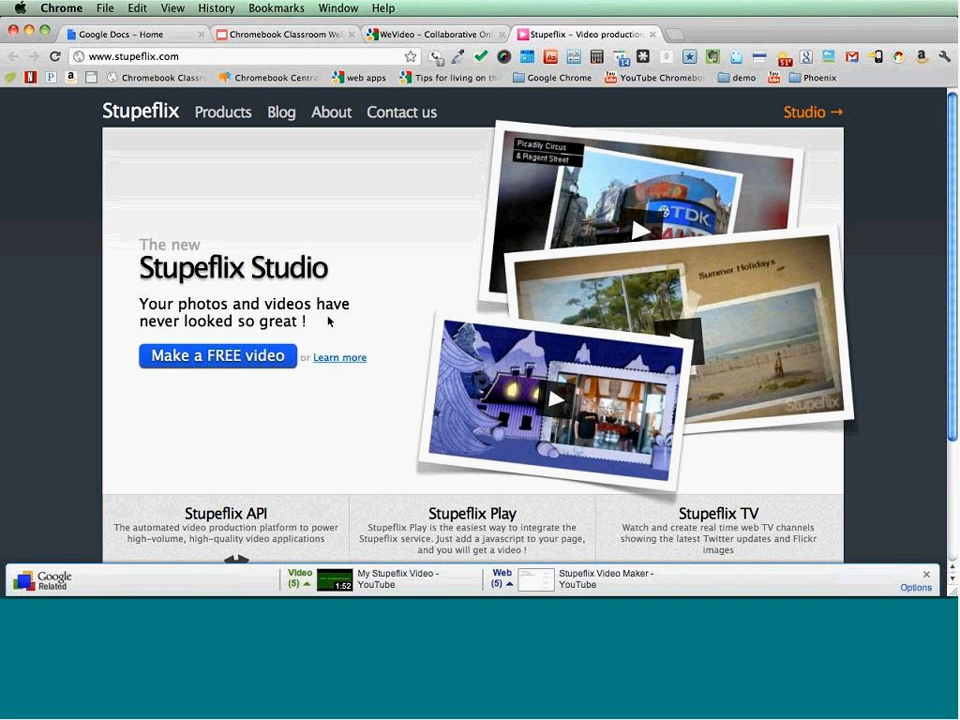 Chrome File Edit View History Bookmarks Window Help
Google Docs - Home
Chromebook Classroom We
WeVideo - Collaborative On
Stupeflix - Video production
www.stupeflix.com
Chromebook Class
Chromebook Centra
web apps
Tips for living on th
Google Chrome
YouTube Chromebo
demo
Phoenix
Stupeflix Products Blog About Contact us Studio →
Picadily Circus
& Regent Street
TDK
Summer Holidays
The new
Stupeflix Studio
Your photos and videos have
never looked so great !
Make a FREE video or Learn more
Stupeflix
Stupeflix API
The automated video production platform to power
high-volume, high-quality video applications
Stupeflix Play
Stupeflix Play is the easiest way to integrate the
Stupeflix service. Just add a javascript to your page,
and you will get a video !
Stupeflix TV
Watch and create real time web TV channels
showing the latest Twitter updates and Flickr
images
Google
Related
Video
(5)
1:52
My Stupeflix Video -
YouTube
Web
(5)
Stupeflix Video Maker -
YouTube
Options